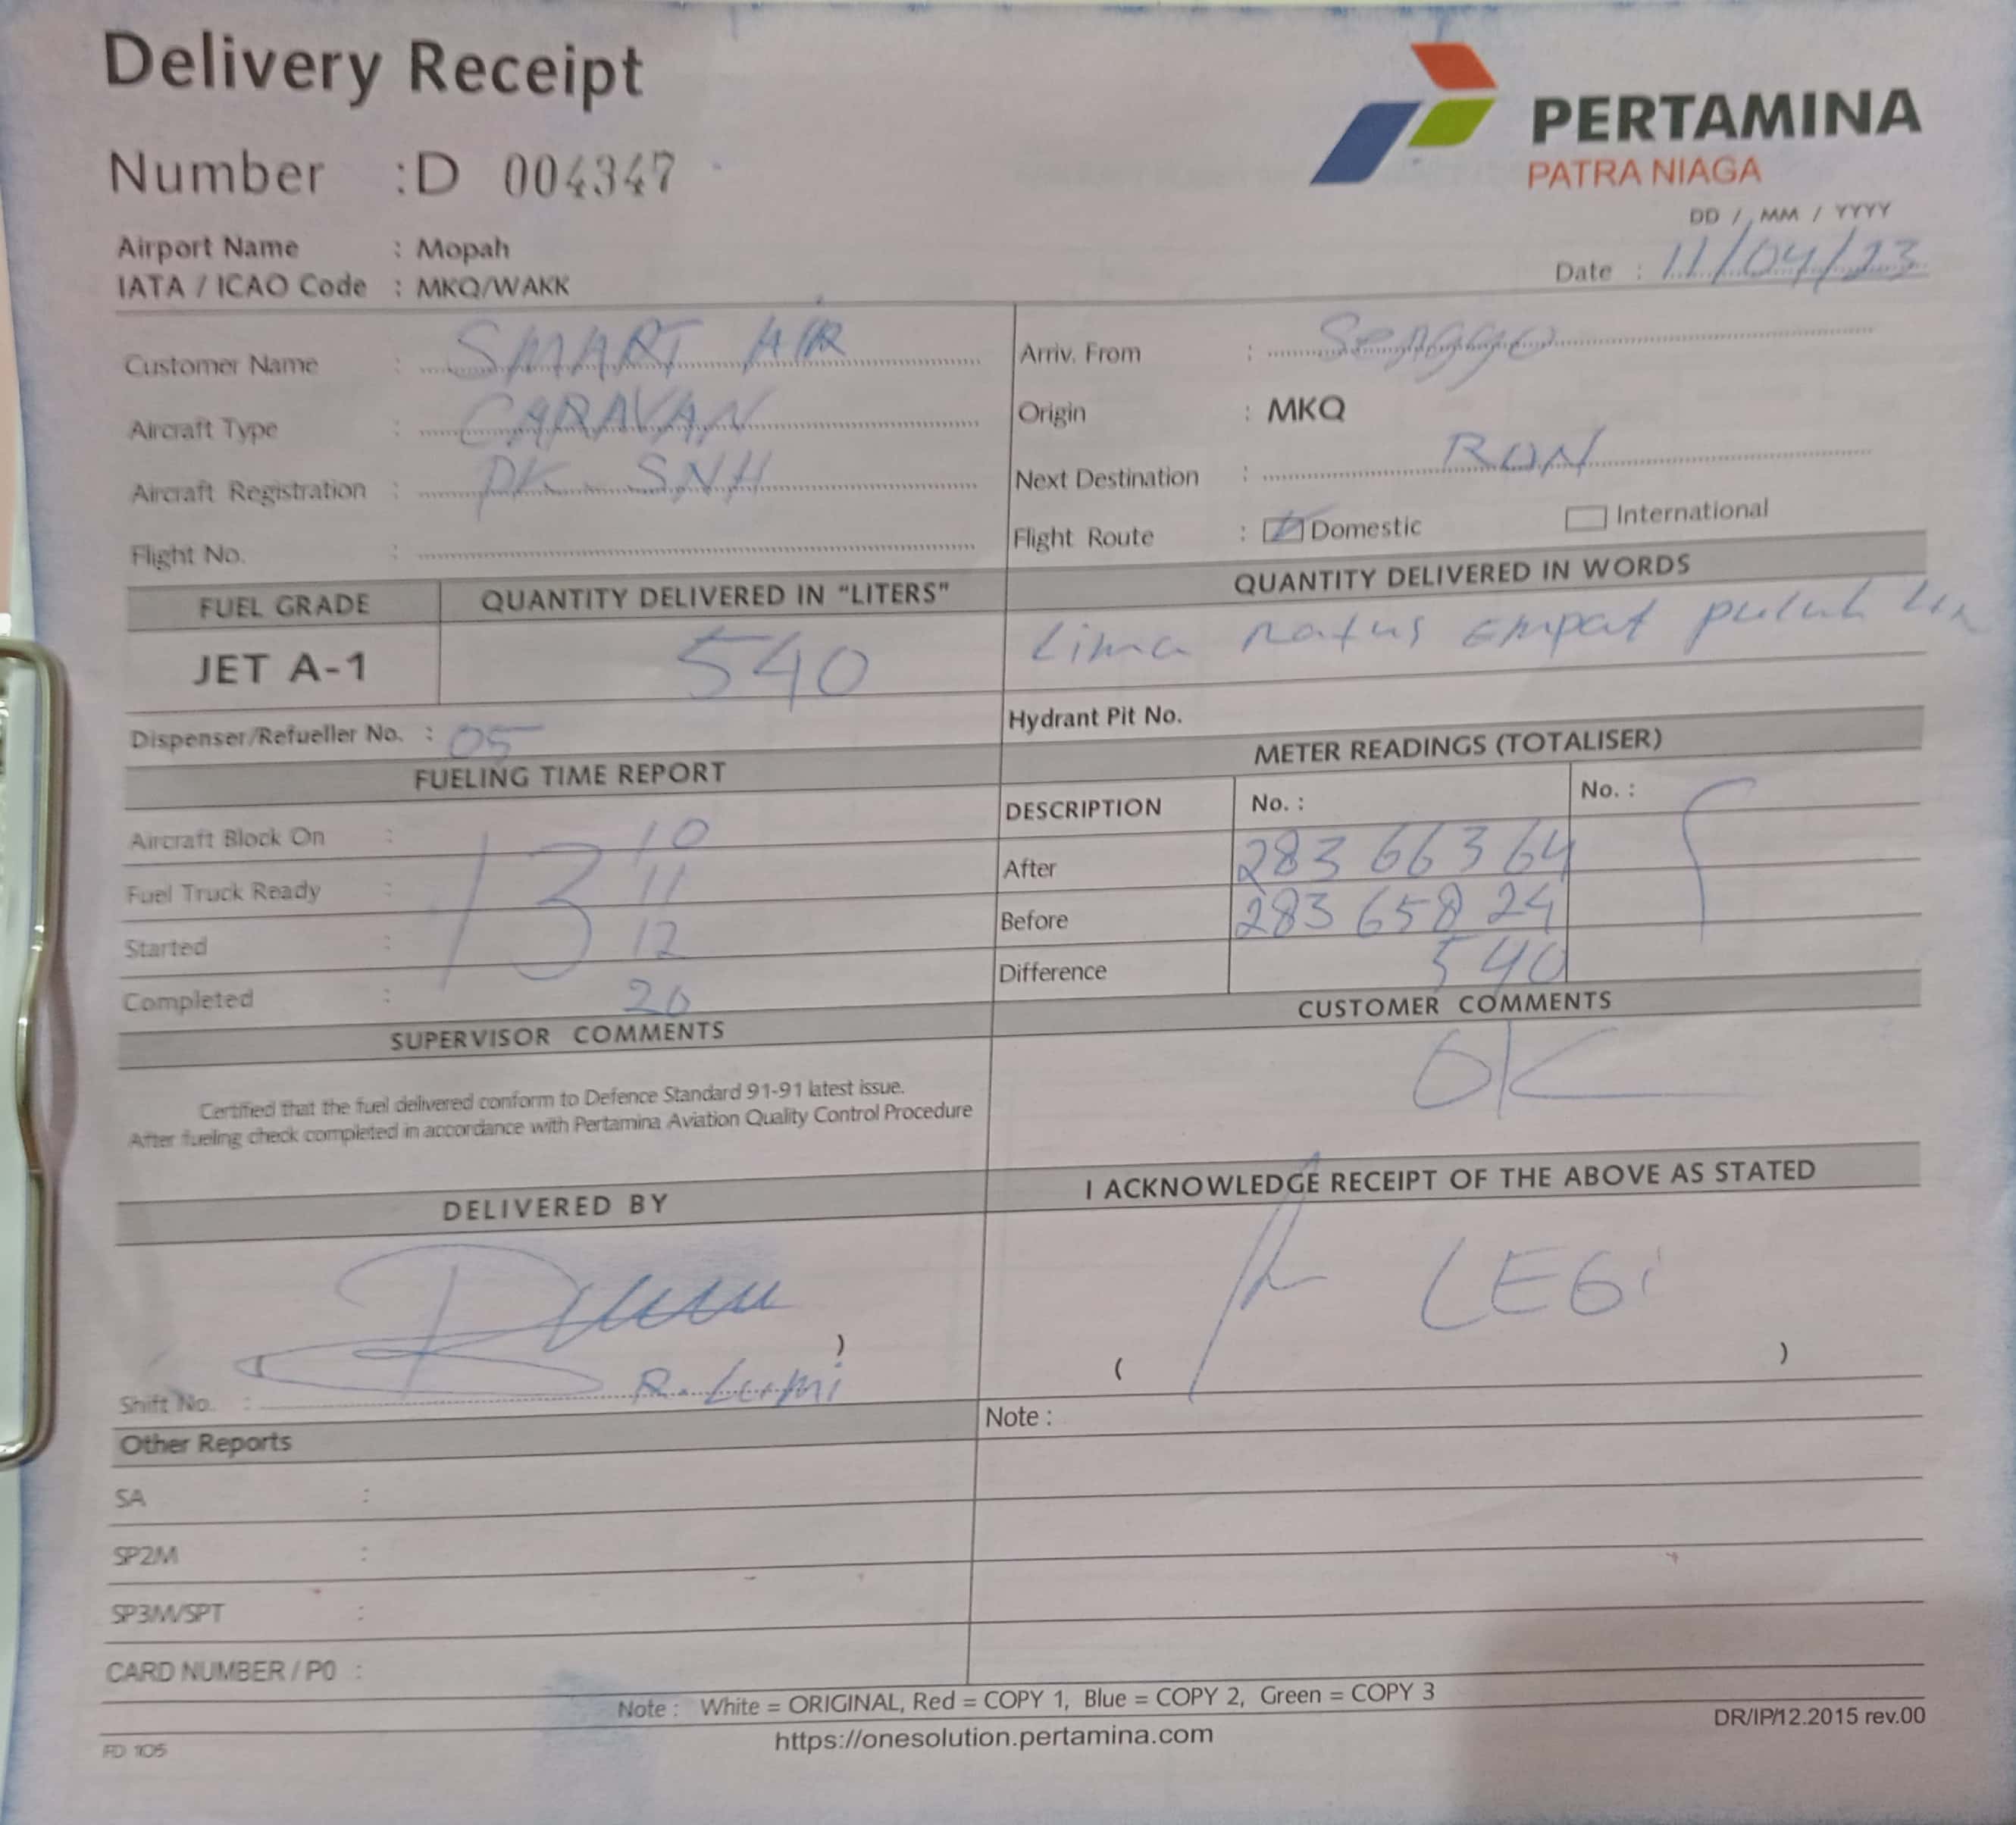 Delivery Receipt
PERTAMINA
PATRA NIAGA
Number : D 004347
DD / MM / YYYY
Airport Name : Mopah
Date : 11/04/23
IATA / ICAO Code : MKQ/WAKK
Customer Name : SMART AIR
Arriv. From : Senggo
Aircraft Type : CARAVAN
Origin : MKQ
Aircraft Registration : PK - SNH
Next Destination : RON
Flight No. :
Flight Route : Domestic International
FUEL GRADE QUANTITY DELIVERED IN "LITERS" QUANTITY DELIVERED IN WORDS
JET A-1 540 Lima Ratus Empat puluh
Dispenser/Refueller No. : 05
Hydrant Pit No.
FUELING TIME REPORT
METER READINGS (TOTALISER)
DESCRIPTION No. : No. :
Aircraft Block On : 13 10
After 283 663 64
Fuel Truck Ready : 11
Before 283 658 24
Started : 12
Difference 540
Completed : 20
SUPERVISOR COMMENTS
CUSTOMER COMMENTS
OK
Certified that the fuel delivered conform to Defence Standard 91-91 latest issue.
After fueling check completed in accordance with Pertamina Aviation Quality Control Procedure
DELIVERED BY
I ACKNOWLEDGE RECEIPT OF THE ABOVE AS STATED
LEGi
)
( )
Shift No. : R.
Note :
Other Reports
SA :
SP2M :
SP3M/SPT :
CARD NUMBER / P0 :
Note : White = ORIGINAL, Red = COPY 1, Blue = COPY 2, Green = COPY 3
DR/IP/12.2015 rev.00
https://onesolution.pertamina.com
FD 105